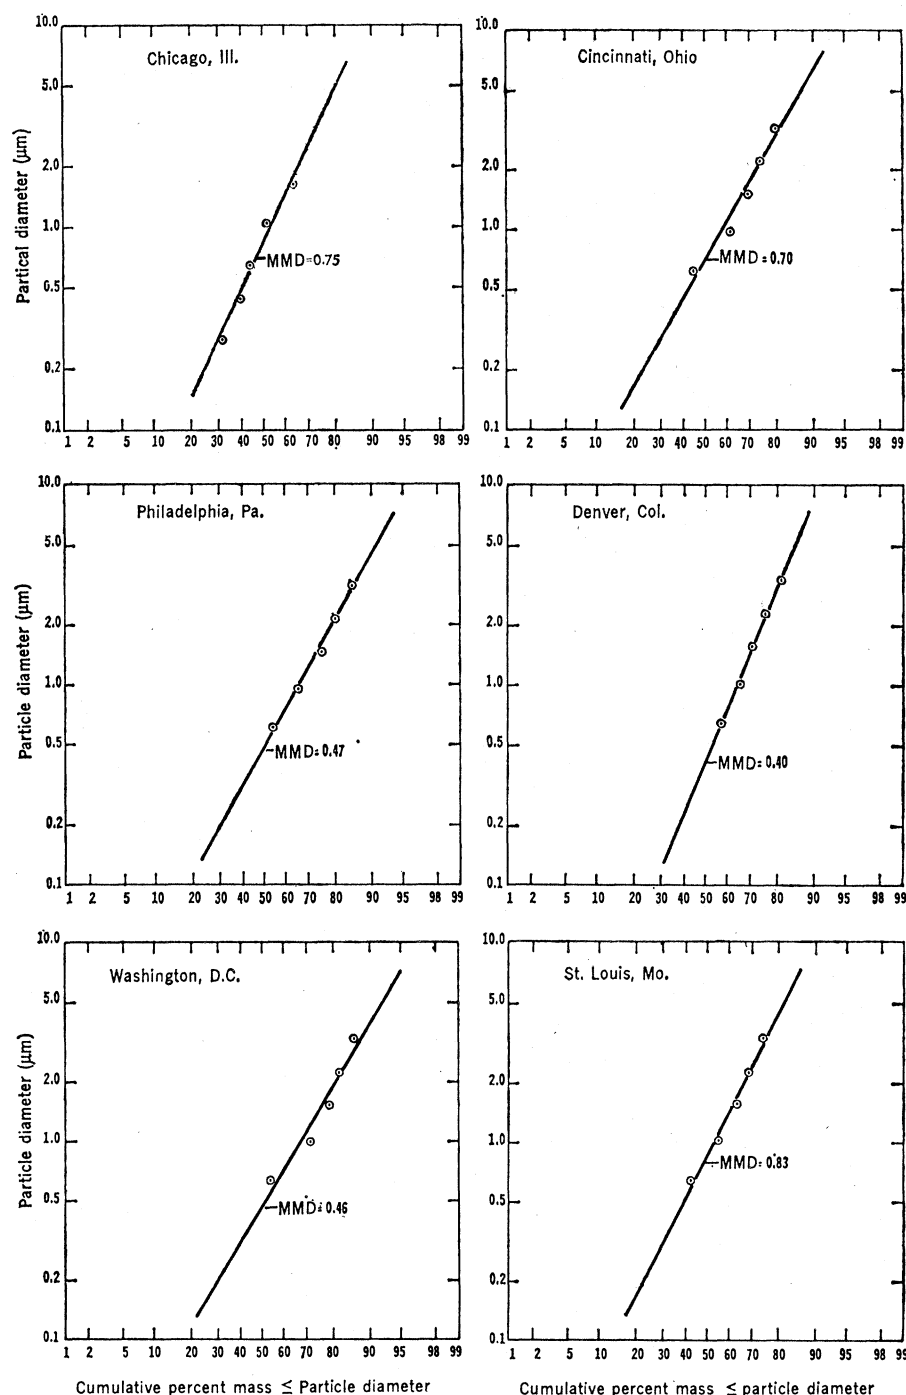 Chicago, Ill.
Partical diameter (μm)
10.0
5.0
2.0
1.0
0.5
0.2
0.1
MMD=0.75
1 2 5 10 20 30 40 50 60 70 80 90 95 98 99
Cincinnati, Ohio
10.0
5.0
2.0
1.0
0.5
0.2
0.1
MMD=0.70
1 2 5 10 20 30 40 50 60 70 80 90 95 98 99
Philadelphia, Pa.
Particle diameter (μm)
10.0
5.0
2.0
1.0
0.5
0.2
0.1
MMD=0.47
1 2 5 10 20 30 40 50 60 70 80 90 95 98 99
Denver, Col.
10.0
5.0
2.0
1.0
0.5
0.2
0.1
MMD=0.40
1 2 5 10 20 30 40 50 60 70 80 90 95 98 99
Washington, D.C.
Particle diameter (μm)
10.0
5.0
2.0
1.0
0.5
0.2
0.1
MMD=0.46
1 2 5 10 20 30 40 50 60 70 80 90 95 98 99
Cumulative percent mass ≤ Particle diameter
St. Louis, Mo.
10.0
5.0
2.0
1.0
0.5
0.2
0.1
MMD=0.83
1 2 5 10 20 30 40 50 60 70 80 90 95 98 99
Cumulative percent mass ≤ particle diameter